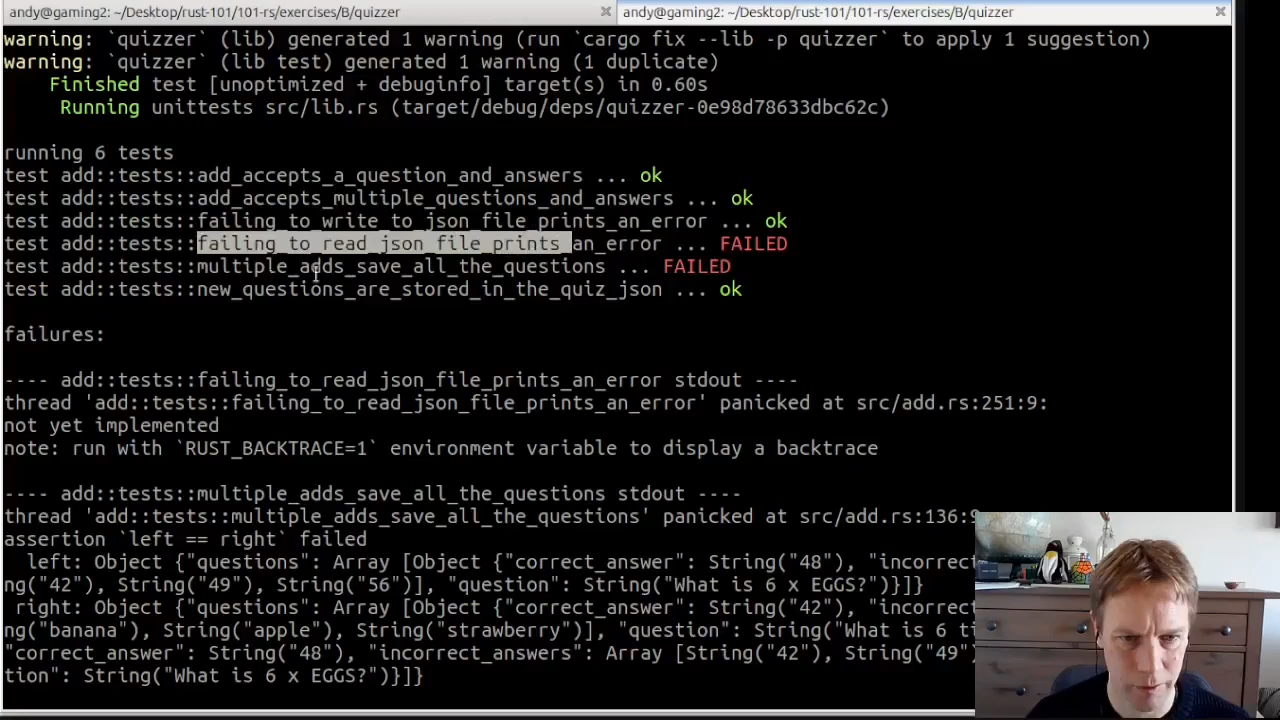 andy@gaming2: ~/Desktop/rust-101/101-rs/exercises/B/quizzer
andy@gaming2: ~/Desktop/rust-101/101-rs/exercises/B/quizzer
warning: `quizzer` (lib) generated 1 warning (run `cargo fix --lib -p quizzer` to apply 1 suggestion)
warning: `quizzer` (lib test) generated 1 warning (1 duplicate)
Finished test [unoptimized + debuginfo] target(s) in 0.60s
Running unittests src/lib.rs (target/debug/deps/quizzer-0e98d78633dbc62c)
running 6 tests
test add::tests::add_accepts_a_question_and_answers ... ok
test add::tests::add_accepts_multiple_questions_and_answers ... ok
test add::tests::failing_to_write_to_json_file_prints_an_error ... ok
test add::tests::failing_to_read_json_file_prints_an_error ... FAILED
test add::tests::multiple_adds_save_all_the_questions ... FAILED
test add::tests::new_questions_are_stored_in_the_quiz_json ... ok
failures:
---- add::tests::failing_to_read_json_file_prints_an_error stdout ----
thread 'add::tests::failing_to_read_json_file_prints_an_error' panicked at src/add.rs:251:9:
not yet implemented
note: run with `RUST_BACKTRACE=1` environment variable to display a backtrace
---- add::tests::multiple_adds_save_all_the_questions stdout ----
thread 'add::tests::multiple_adds_save_all_the_questions' panicked at src/add.rs:136:9
assertion `left == right` failed
left: Object {"questions": Array [Object {"correct_answer": String("48"), "incorrec
ng("42"), String("49"), String("56")], "question": String("What is 6 x EGGS?")}]}
right: Object {"questions": Array [Object {"correct_answer": String("42"), "incorrec
ng("banana"), String("apple"), String("strawberry")], "question": String("What is 6 ti
"correct_answer": String("48"), "incorrect_answers": Array [String("42"), String("49")
tion": String("What is 6 x EGGS?")}]}